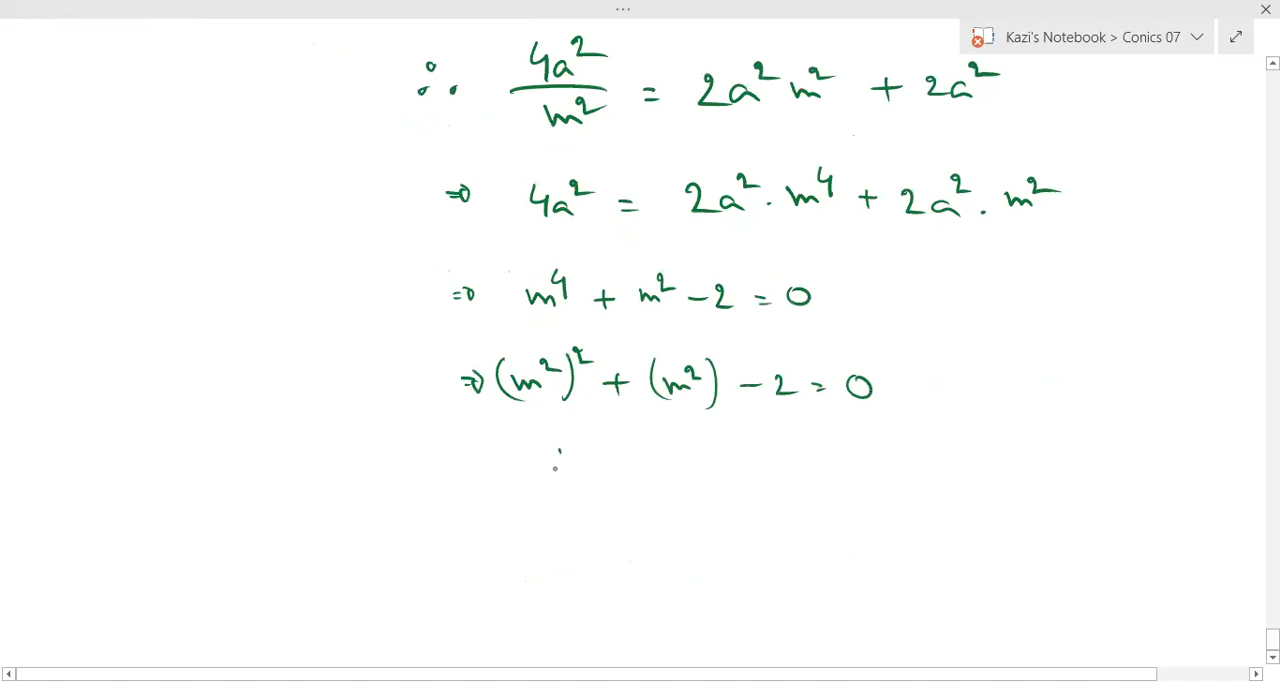 Kazi's Notebook > Conics 07
∴ 4a²/m² = 2a²m² + 2a²
⇒ 4a² = 2a².m⁴ + 2a².m²
⇒ m⁴ + m² - 2 = 0
⇒ (m²)² + (m²) - 2 = 0